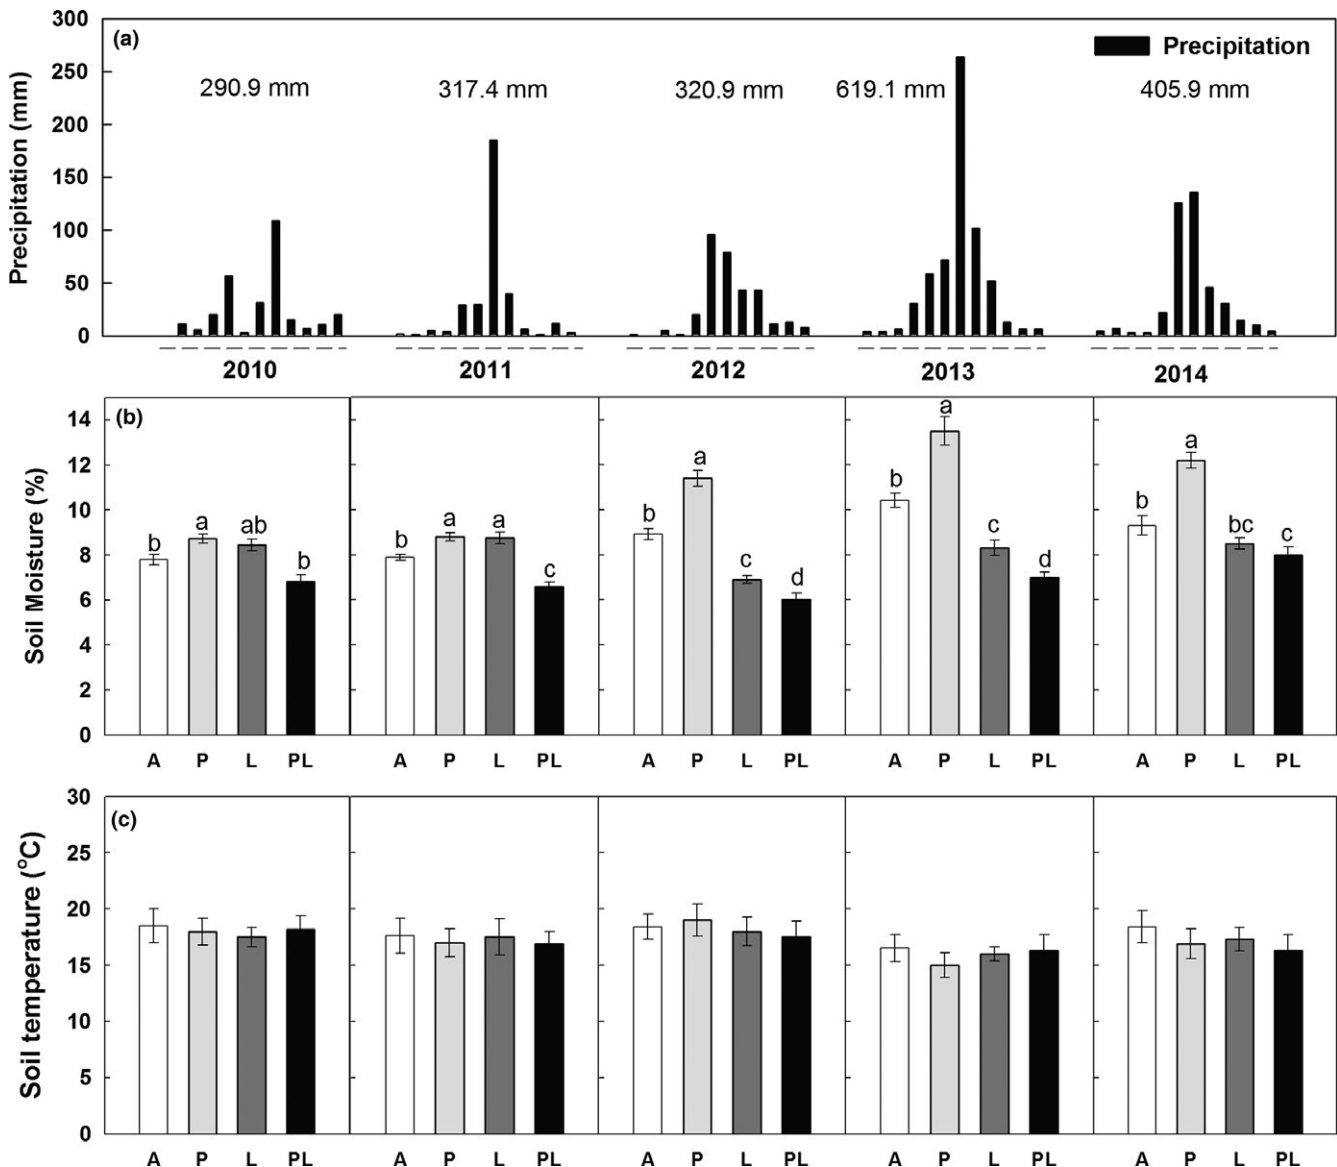 300
(a)
Precipitation
250
290.9 mm 317.4 mm 320.9 mm 619.1 mm 405.9 mm
200
150
100
50
0
Precipitation (mm)
2010 2011 2012 2013 2014
(b)
14
12
10
8
6
4
2
0
Soil Moisture (%)
b a ab b
b a a c
b a c d
b a c d
b a bc c
A P L PL A P L PL A P L PL A P L PL A P L PL
30
(c)
25
20
15
10
5
0
Soil temperature (°C)
A P L PL A P L PL A P L PL A P L PL A P L PL